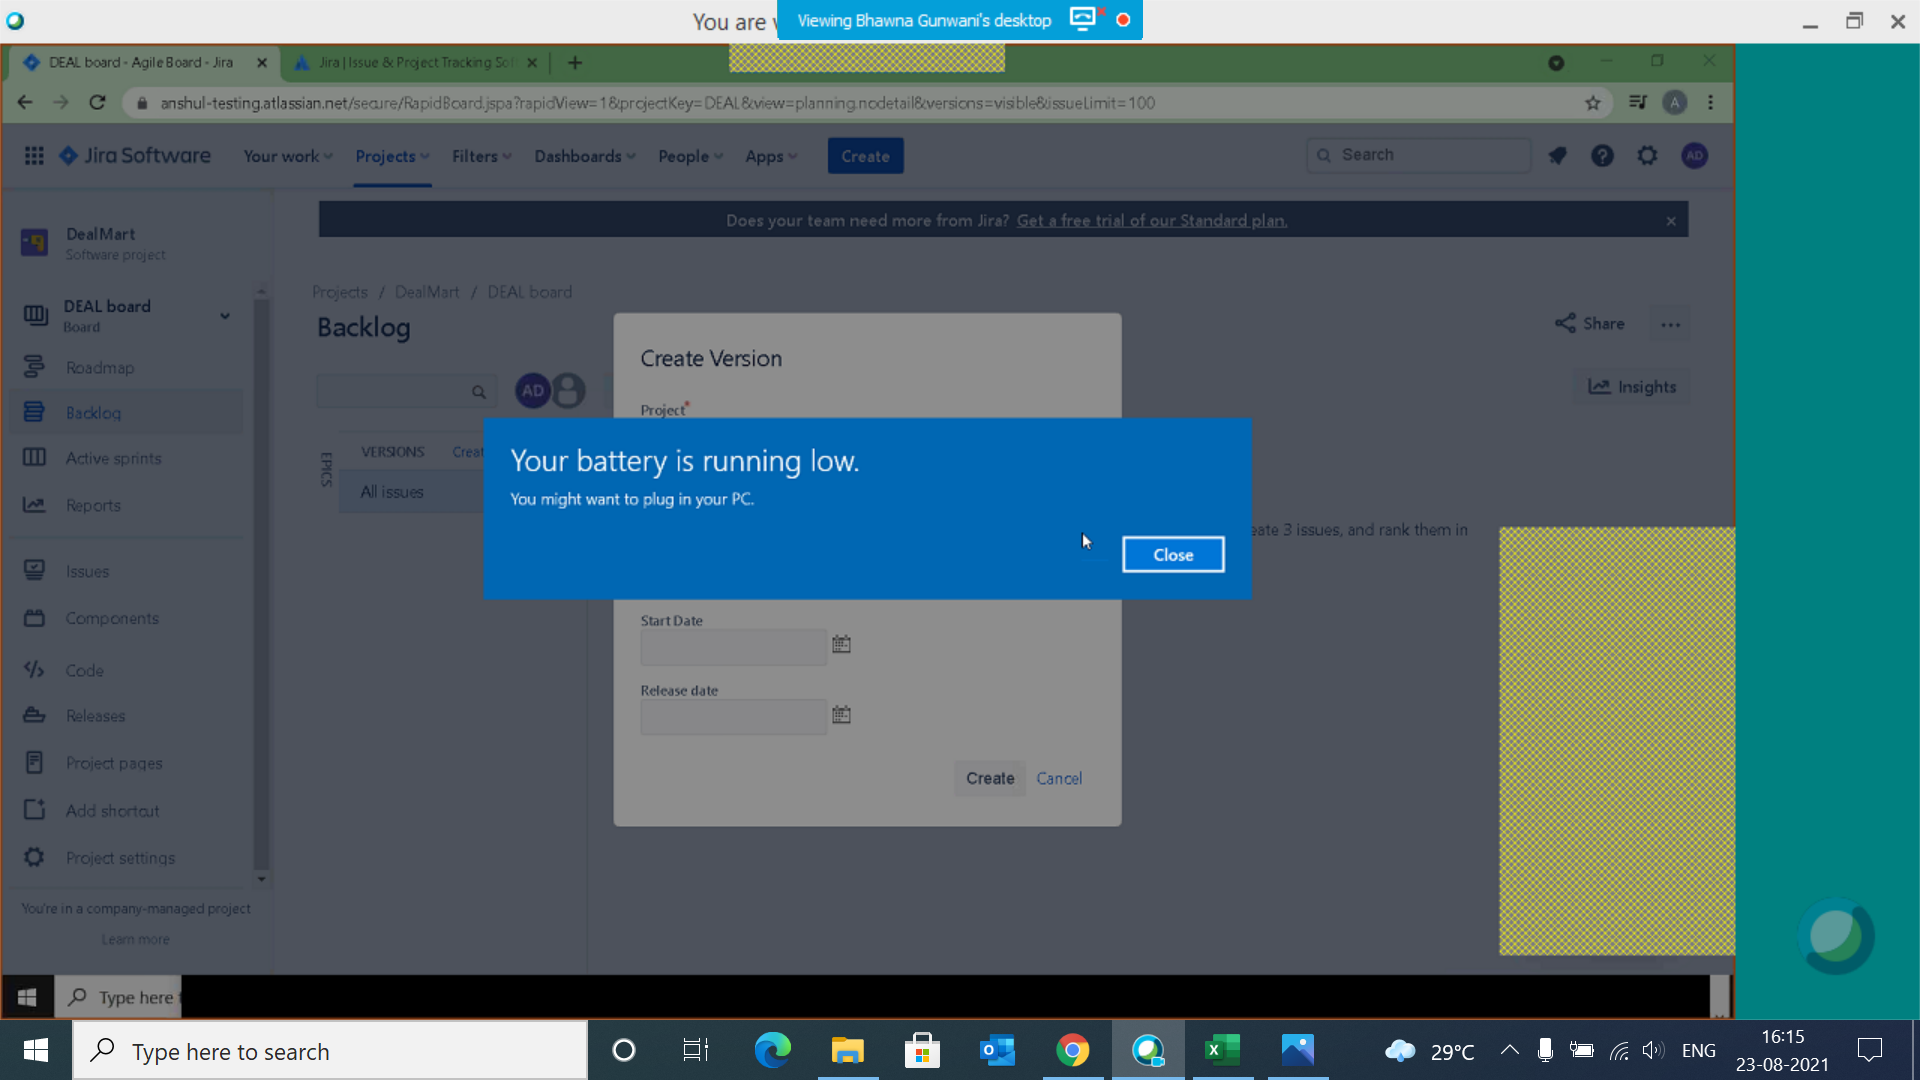 You are
Viewing Bhawna Gunwani's desktop
DEAL board - Agile Board - Jira
Jira | Issue & Project Tracking Sof
anshul-testing.atlassian.net/secure/RapidBoard.jspa?rapidView=1&projectKey=DEAL&view=planning.nodetail&versions=visible&issueLimit=100
A
Jira Software
Your work
Projects
Filters
Dashboards
People
Apps
Create
Search
AD
Does your team need more from Jira? Get a free trial of our Standard plan.
DealMart
Software project
DEAL board
Board
Roadmap
Backlog
Active sprints
Reports
Issues
Components
Code
Releases
Project pages
Add shortcut
Project settings
You're in a company-managed project
Learn more
Projects / DealMart / DEAL board
Backlog
Share
AD
Insights
EPICS
VERSIONS
Creat
All issues
Create Version
Project*
Your battery is running low.
You might want to plug in your PC.
Close
eate 3 issues, and rank them in
Start Date
Release date
Create
Cancel
Type here
Type here to search
29°C
ENG
16:15
23-08-2021